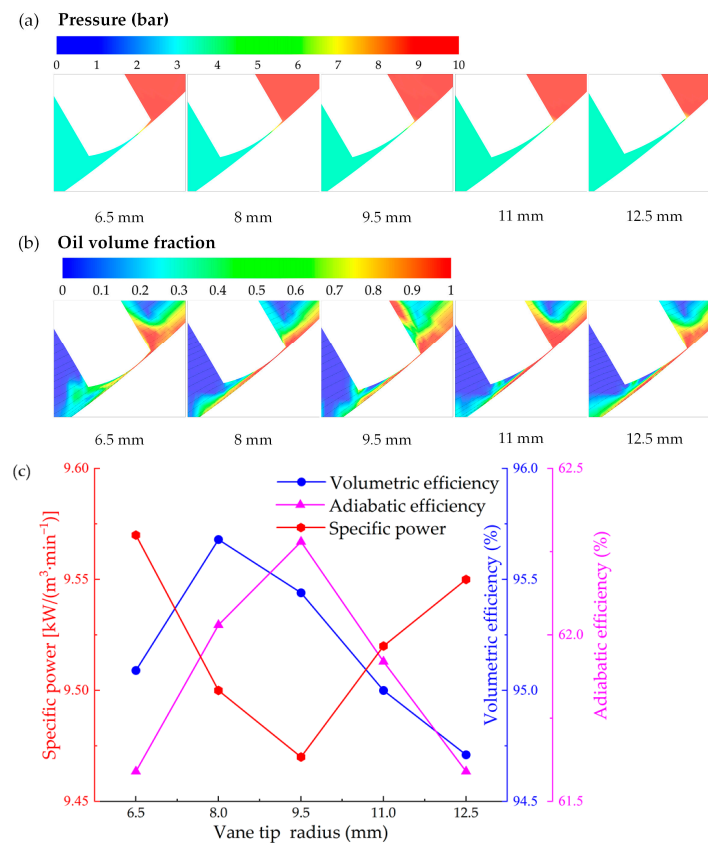 (a) Pressure (bar)
0 1 2 3 4 5 6 7 8 9 10
6.5 mm 8 mm 9.5 mm 11 mm 12.5 mm
(b) Oil volume fraction
0 0.1 0.2 0.3 0.4 0.5 0.6 0.7 0.8 0.9 1
6.5 mm 8 mm 9.5 mm 11 mm 12.5 mm
(c)
Specific power [kW/(m³·min⁻¹)]
9.60
9.55
9.50
9.45
Volumetric efficiency
Adiabatic efficiency
Specific power
96.0
95.5
95.0
94.5
Volumetric efficiency (%)
62.5
62.0
61.5
Adiabatic efficiency (%)
6.5 8.0 9.5 11.0 12.5
Vane tip radius (mm)